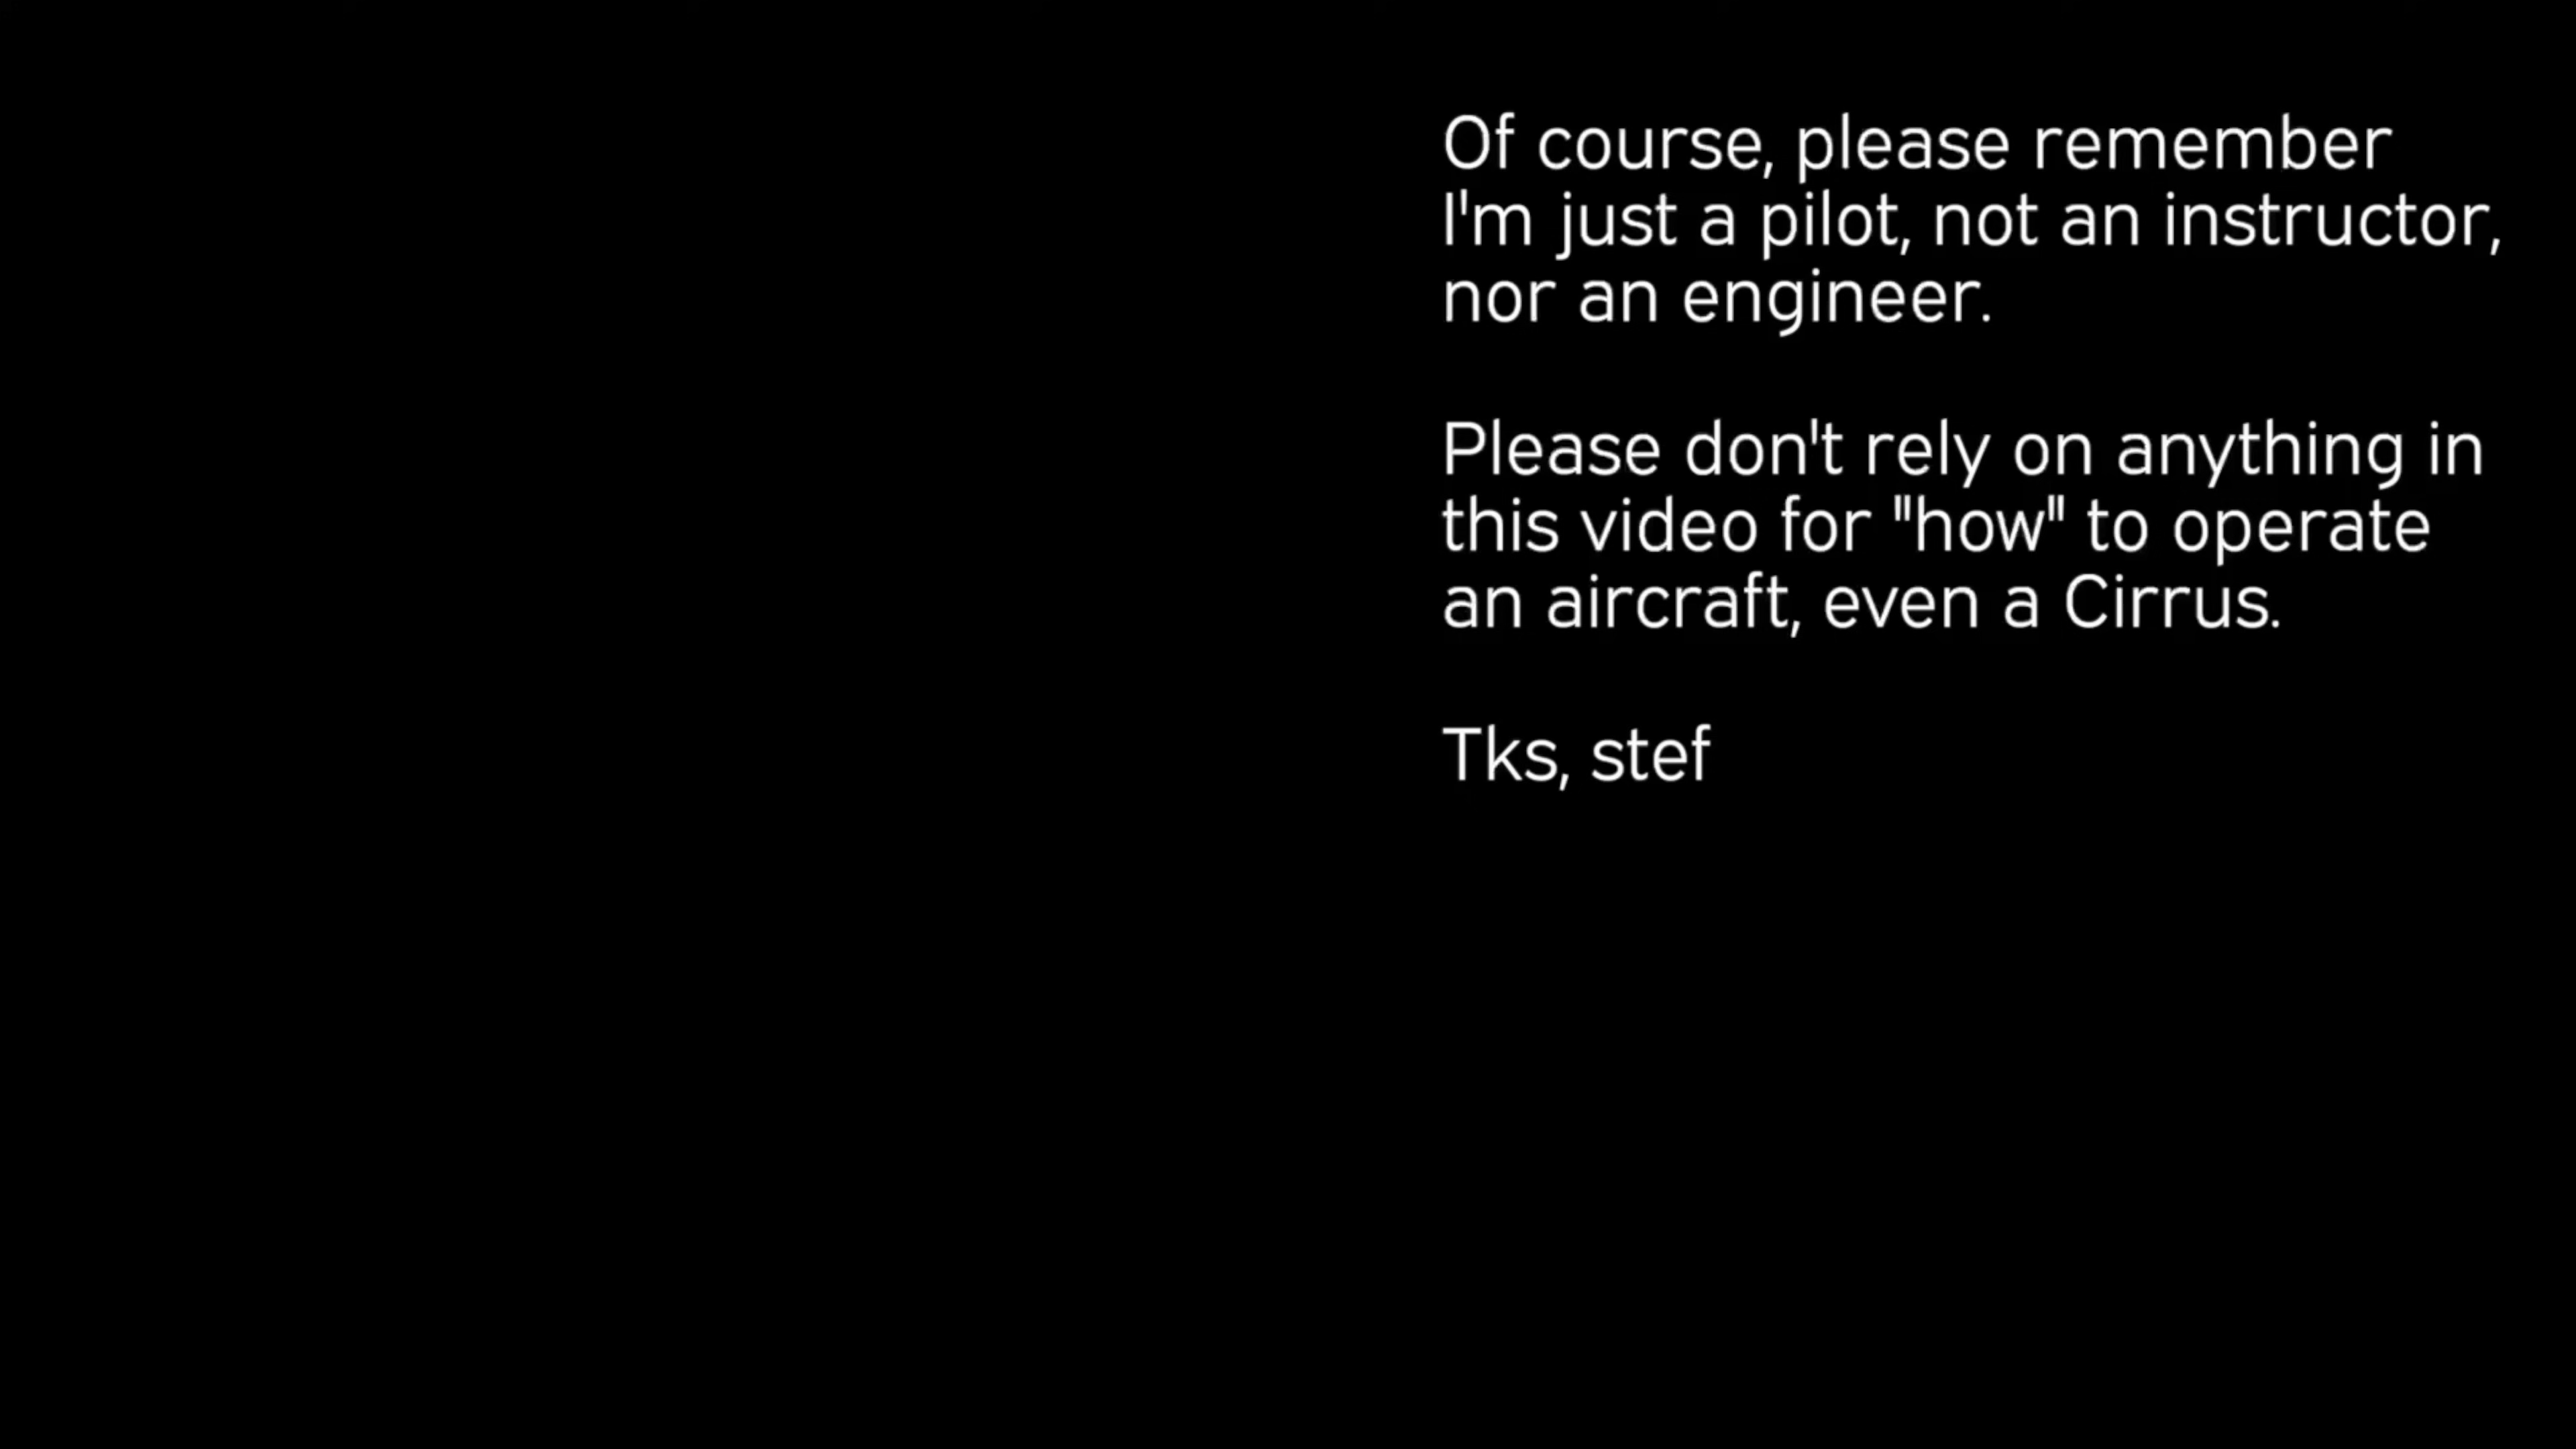 Of course, please remember
I'm just a pilot, not an instructor,
nor an engineer.
Please don't rely on anything in
this video for "how" to operate
an aircraft, even a Cirrus.
Tks, stef